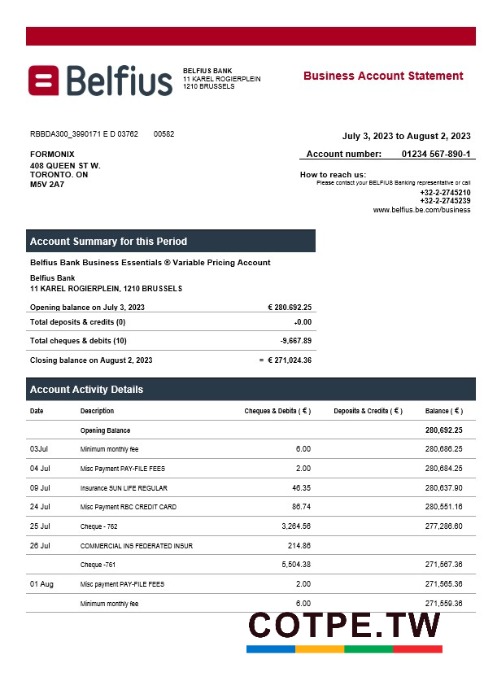 Belfius
BELFIUS BANK
11 KAREL ROGIERPLEIN
1210 BRUSSELS
Business Account Statement
RBBDA300_3990171 E D 03762 00582
July 3, 2023 to August 2, 2023
FORMONIX
408 QUEEN ST W.
TORONTO. ON
M5V 2A7
Account number: 01234 567-890-1
How to reach us:
Please contact your BELFIUS Banking representative or call
+32-2-2745210
+32-2-2745239
www.belfius.be.com/business
Account Summary for this Period
Belfius Bank Business Essentials ® Variable Pricing Account
Belfius Bank
11 KAREL ROGIERPLEIN, 1210 BRUSSELS
Opening balance on July 3, 2023 € 280.692.25
Total deposits & credits (0) -0.00
Total cheques & debits (10) -9,667.89
Closing balance on August 2, 2023 = € 271,024.36
Account Activity Details
Date Description Cheques & Debits ( € ) Deposits & Credits ( € ) Balance ( € )
Opening Balance 280,692.25
03Jul Minimum monthly fee 6.00 280,686.25
04 Jul Misc Payment PAY-FILE FEES 2.00 280,684.25
09 Jul Insurance SUN LIFE REGULAR 46.35 280,637.90
24 Jul Misc Payment RBC CREDIT CARD 86.74 280,551.16
25 Jul Cheque - 762 3,264.56 277,286.60
26 Jul COMMERCIAL INS FEDERATED INSUR 214.86
Cheque -761 5,504.38 271,567.36
01 Aug Misc payment PAY-FILE FEES 2.00 271,565.36
Minimum monthly fee 6.00 271,559.36
COTPE.TW